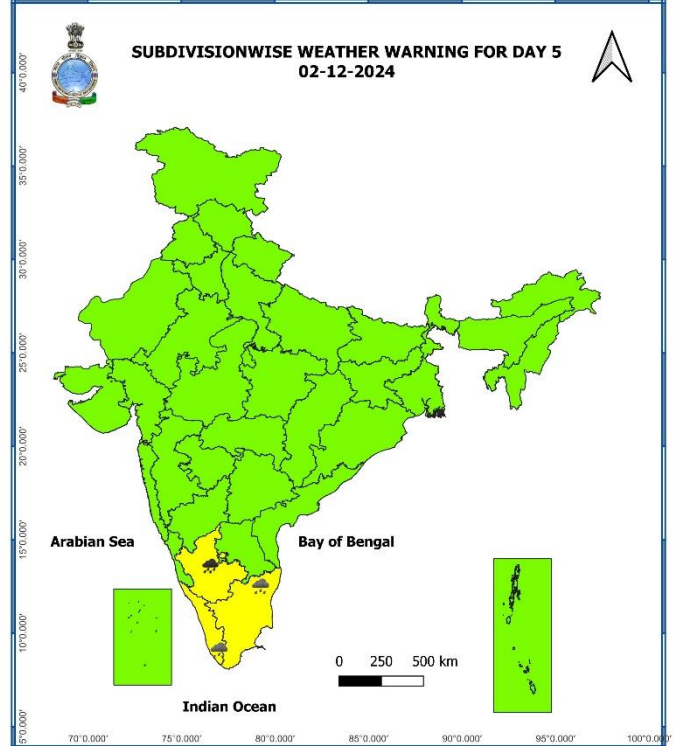 SUBDIVISIONWISE WEATHER WARNING FOR DAY 5
02-12-2024
40°0.000'
35°0.000'
30°0.000'
25°0.000'
20°0.000'
15°0.000'
10°0.000'
5°0.000'
Arabian Sea
Bay of Bengal
0 250 500 km
Indian Ocean
70°0.000' 75°0.000' 80°0.000' 85°0.000' 90°0.000' 95°0.000' 100°0.000'